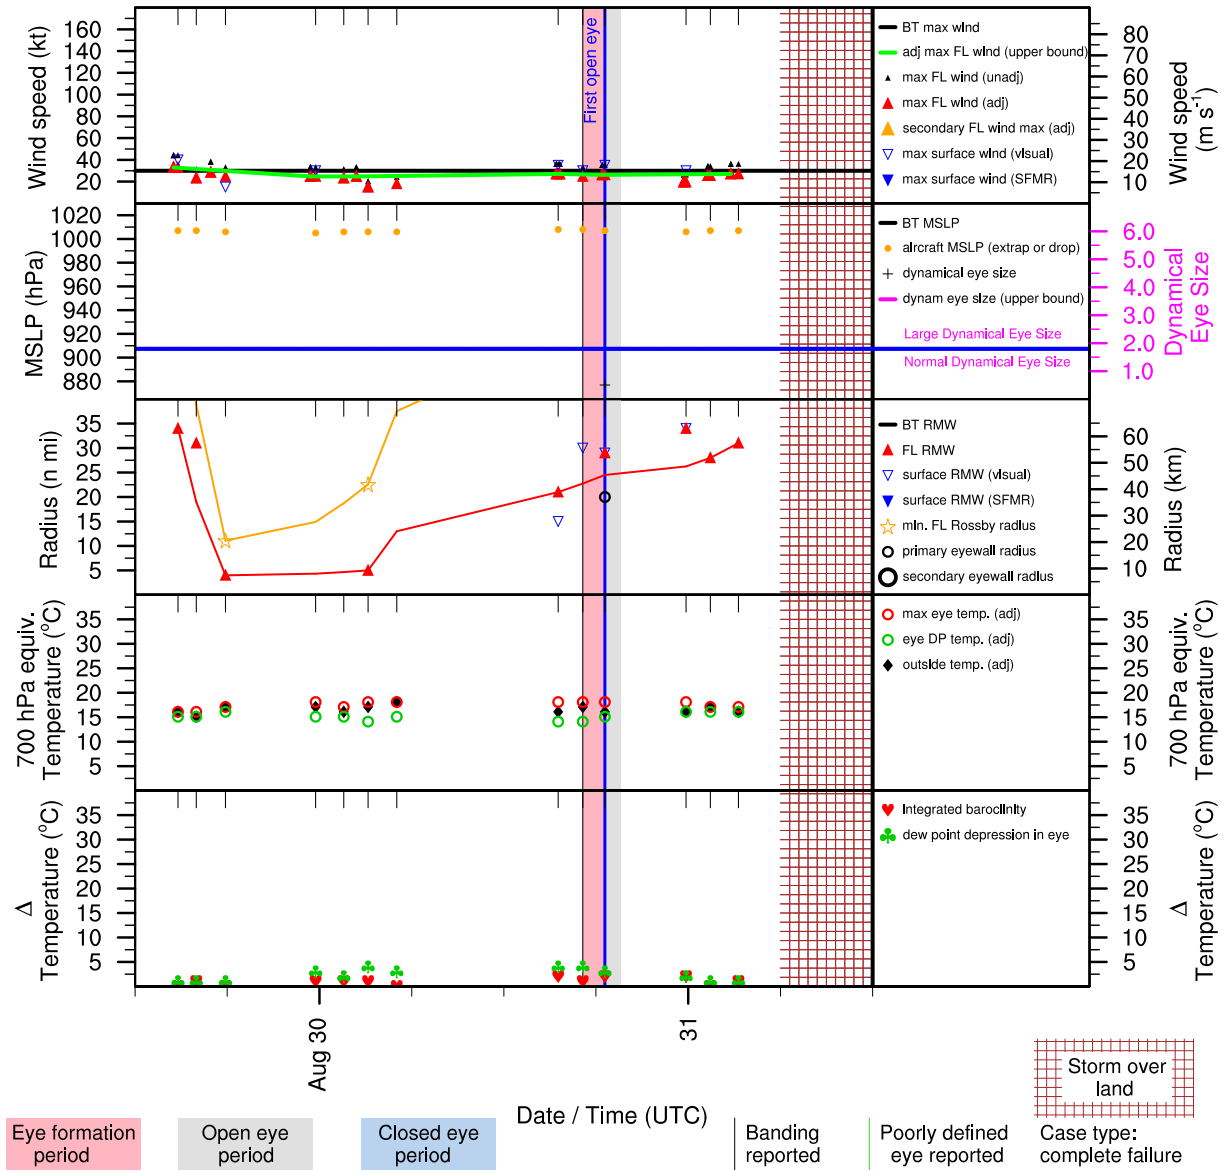 Wind speed (kt)
160
140
120
100
80
60
40
20
First open eye
BT max wind
adj max FL wind (upper bound)
max FL wind (unadj)
max FL wind (adj)
secondary FL wind max (adj)
max surface wind (visual)
max surface wind (SFMR)
80
70
60
50
40
30
20
10
Wind speed
(m s-1)
MSLP (hPa)
1020
1000
980
960
940
920
900
880
BT MSLP
aircraft MSLP (extrap or drop)
dynamical eye size
dynam eye size (upper bound)
Large Dynamical Eye Size
Normal Dynamical Eye Size
6.0
5.0
4.0
3.0
2.0
1.0
Dynamical
Eye Size
Radius (n mi)
35
30
25
20
15
10
5
BT RMW
FL RMW
surface RMW (visual)
surface RMW (SFMR)
min. FL Rossby radius
primary eyewall radius
secondary eyewall radius
60
50
40
30
20
10
Radius (km)
700 hPa equiv.
Temperature (°C)
35
30
25
20
15
10
5
max eye temp. (adj)
eye DP temp. (adj)
outside temp. (adj)
35
30
25
20
15
10
5
700 hPa equiv.
Temperature (°C)
Δ
Temperature (°C)
35
30
25
20
15
10
5
Integrated baroclinity
dew point depression in eye
35
30
25
20
15
10
5
Δ
Temperature (°C)
Aug 30
31
Date / Time (UTC)
Storm over
land
Eye formation
period
Open eye
period
Closed eye
period
Banding
reported
Poorly defined
eye reported
Case type:
complete failure